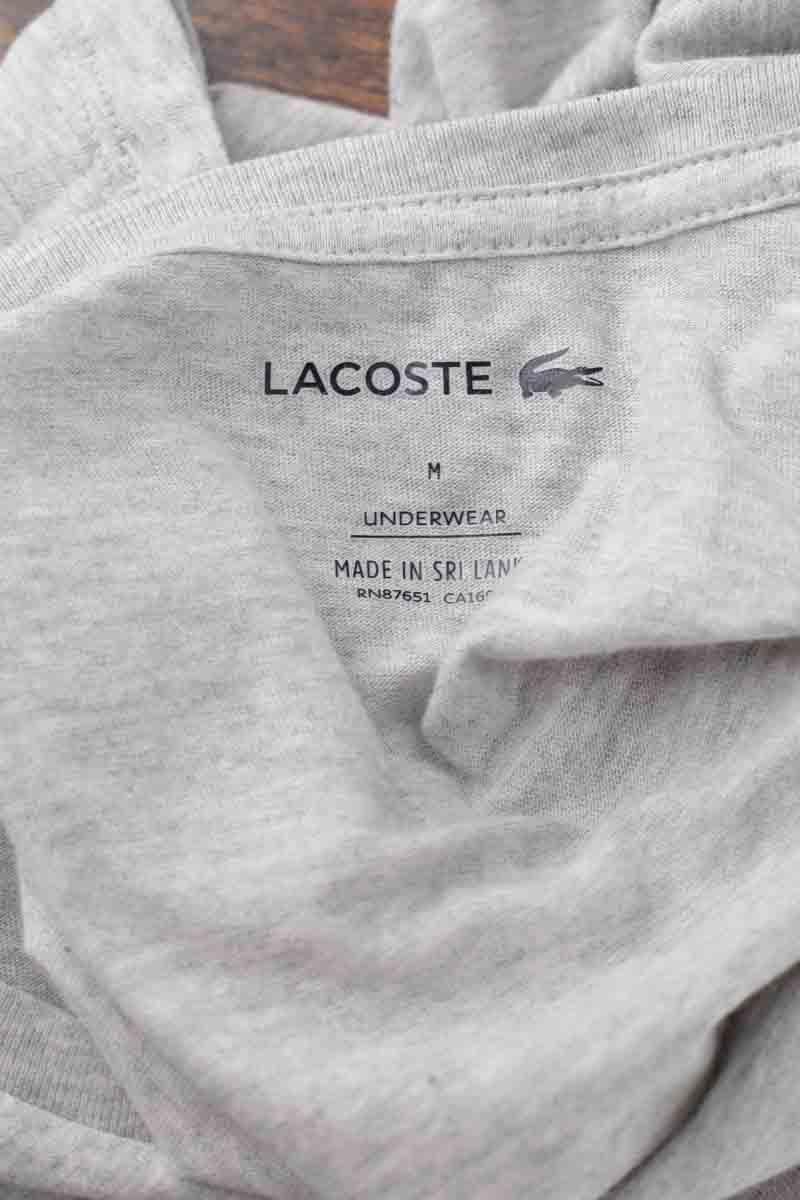 LACOSTE
M
UNDERWEAR
MADE IN SRI
RN87651